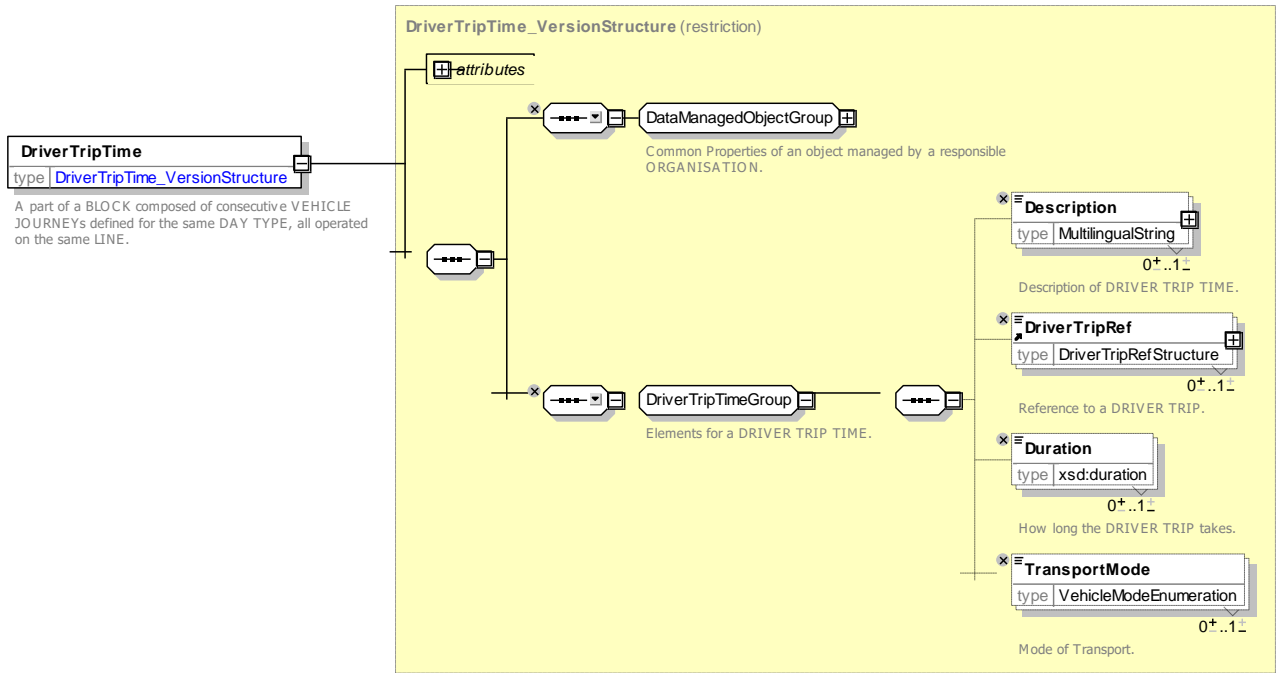 DriverTripTime_VersionStructure (restriction)
attributes
DataManagedObjectGroup
Common Properties of an object managed by a responsible
ORGANISATION.
DriverTripTime
type DriverTripTime_VersionStructure
A part of a BLOCK composed of consecutive VEHICLE
JOURNEYs defined for the same DAY TYPE, all operated
on the same LINE.
Description
type MultilingualString
0..1
Description of DRIVER TRIP TIME.
DriverTripRef
type DriverTripRefStructure
0..1
Reference to a DRIVER TRIP.
DriverTripTimeGroup
Elements for a DRIVER TRIP TIME.
Duration
type xsd:duration
0..1
How long the DRIVER TRIP takes.
TransportMode
type VehicleModeEnumeration
0..1
Mode of Transport.